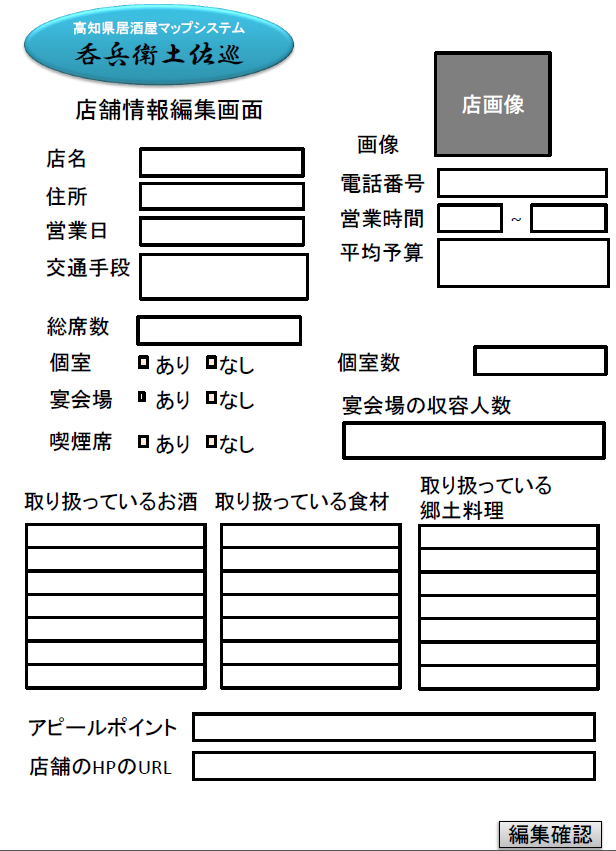 高知県居酒屋マップシステム
呑兵衛土佐巡
店舗情報編集画面
店画像
画像
店名
電話番号
住所
営業時間 ~
営業日
平均予算
交通手段
総席数
個室 あり なし
個室数
宴会場 あり なし
宴会場の収容人数
喫煙席 あり なし
取り扱っているお酒
取り扱っている食材
取り扱っている
郷土料理
アピールポイント
店舗のHPのURL
編集確認